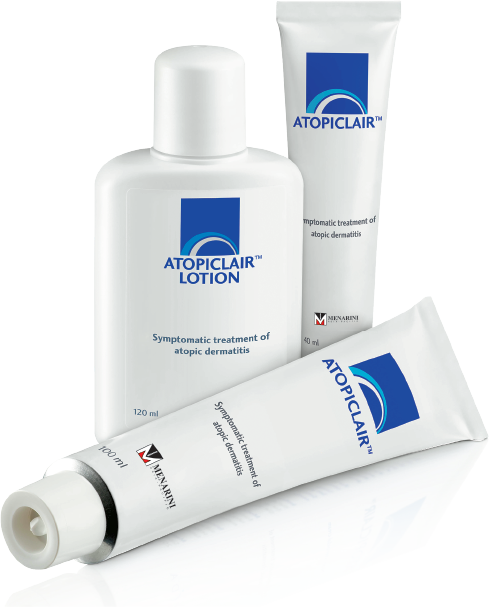 ATOPICLAIR™
LOTION
Symptomatic treatment of
atopic dermatitis
120 ml
ATOPICLAIR™
ymptomatic treatment of
atopic dermatitis
MENARINI
40 ml
ATOPICLAIR™
Symptomatic treatment of
atopic dermatitis
MENARINI
100 ml